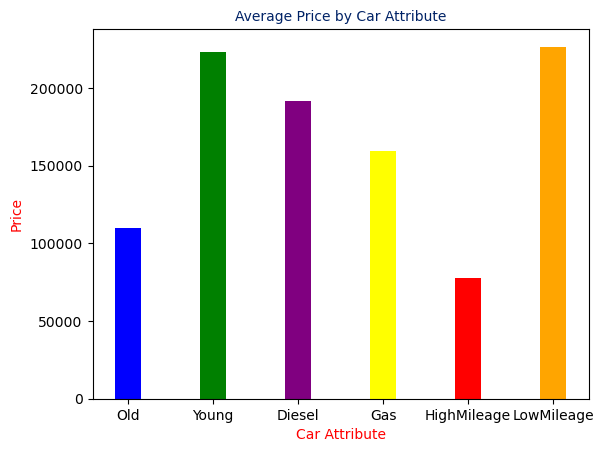 Average Price by Car Attribute
Price
200000
150000
100000
50000
0
Old Young Diesel Gas HighMileage LowMileage
Car Attribute